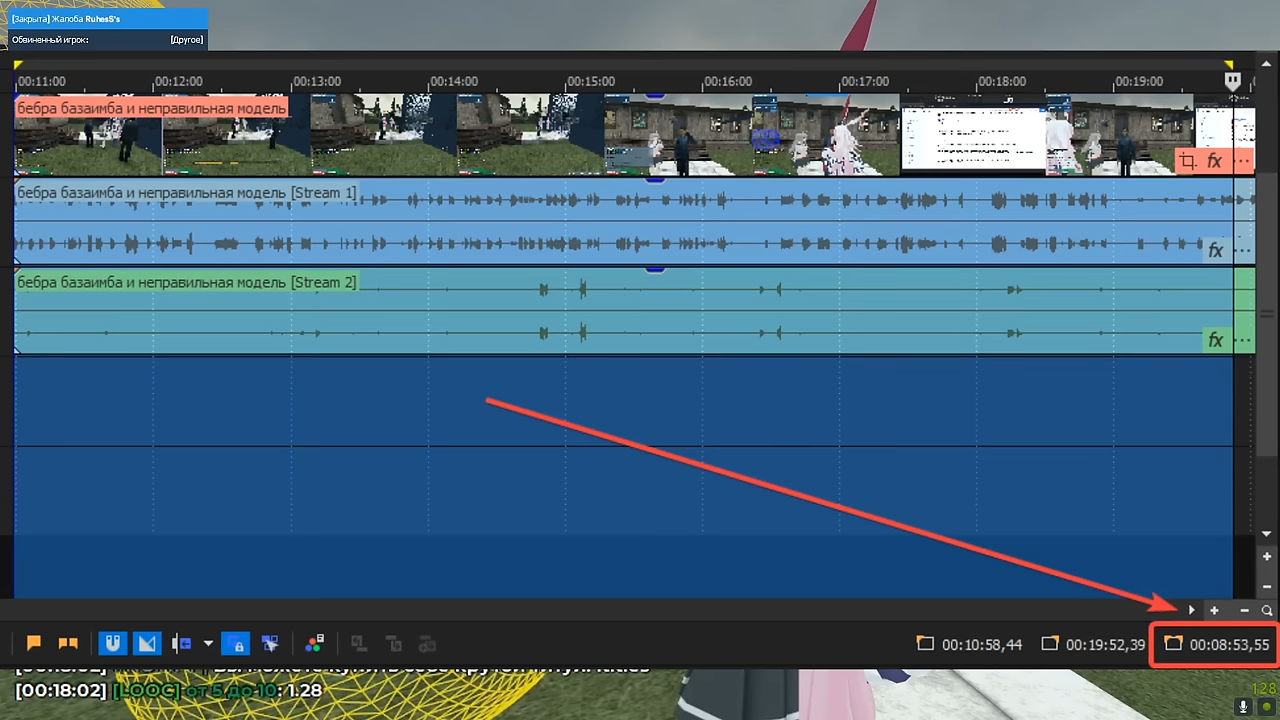 [Закрыта] Жалоба RuhesS's
Обвиненный игрок: [Другое]
00:11:00 00:12:00 00:13:00 00:14:00 00:15:00 00:16:00 00:17:00 00:18:00 00:19:00
бебра базаимба и неправильная модель
fx
бебра базаимба и неправильная модель [Stream 1]
fx
бебра базаимба и неправильная модель [Stream 2]
fx
00:10:58,44 00:19:52,39 00:08:53,55
[00:18:02] [LOOC] от 5 до 10: 1.28
128